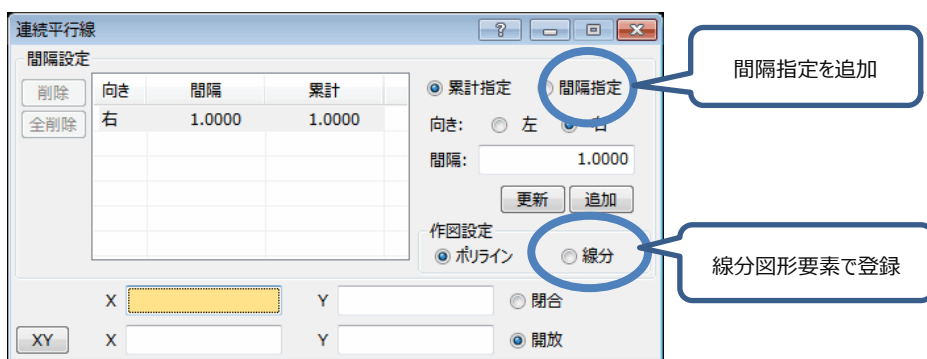 連続平行線
間隔設定
削除
全削除
向き 間隔 累計
右 1.0000 1.0000
累計指定 間隔指定
向き: 左 右
間隔: 1.0000
更新 追加
作図設定
ポリライン 線分
X Y 閉合
XY X Y 開放
間隔指定を追加
線分図形要素で登録